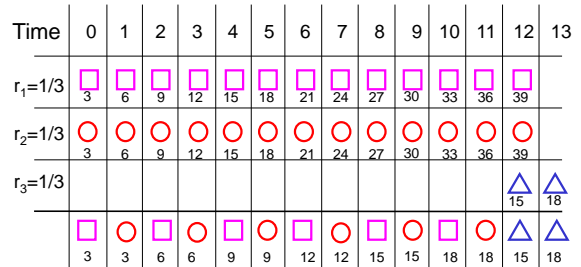 Time 0 1 2 3 4 5 6 7 8 9 10 11 12 13
r₁=1/3 3 6 9 12 15 18 21 24 27 30 33 36 39
r₂=1/3 3 6 9 12 15 18 21 24 27 30 33 36 39
r₃=1/3 15 18
3 3 6 6 9 9 12 12 15 15 18 18 15 18